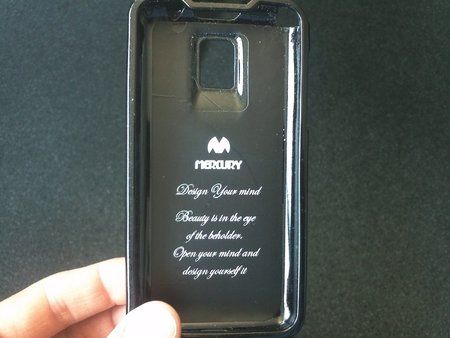 MERCURY
Design Your mind
Beauty is in the eye
of the beholder.
Open your mind and
design yourself it